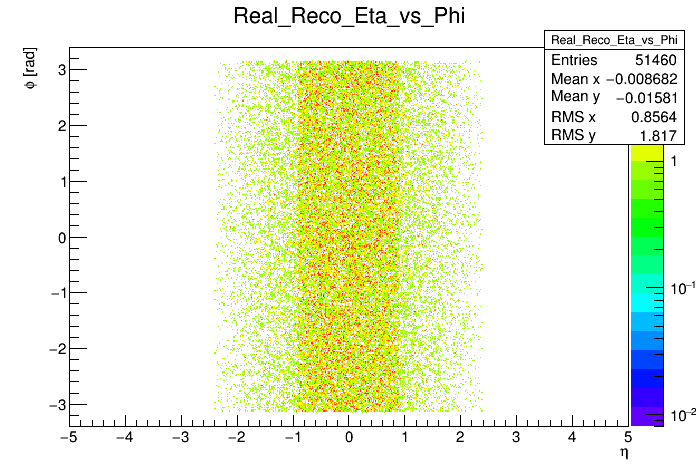 Real_Reco_Eta_vs_Phi
Real_Reco_Eta_vs_Phi
Entries 51460
Mean x −0.008682
Mean y −0.01581
RMS x 0.8564
RMS y 1.817
ϕ [rad]
3
2
1
0
−1
−2
−3
−5 −4 −3 −2 −1 0 1 2 3 4 5
η
1
10⁻¹
10⁻²